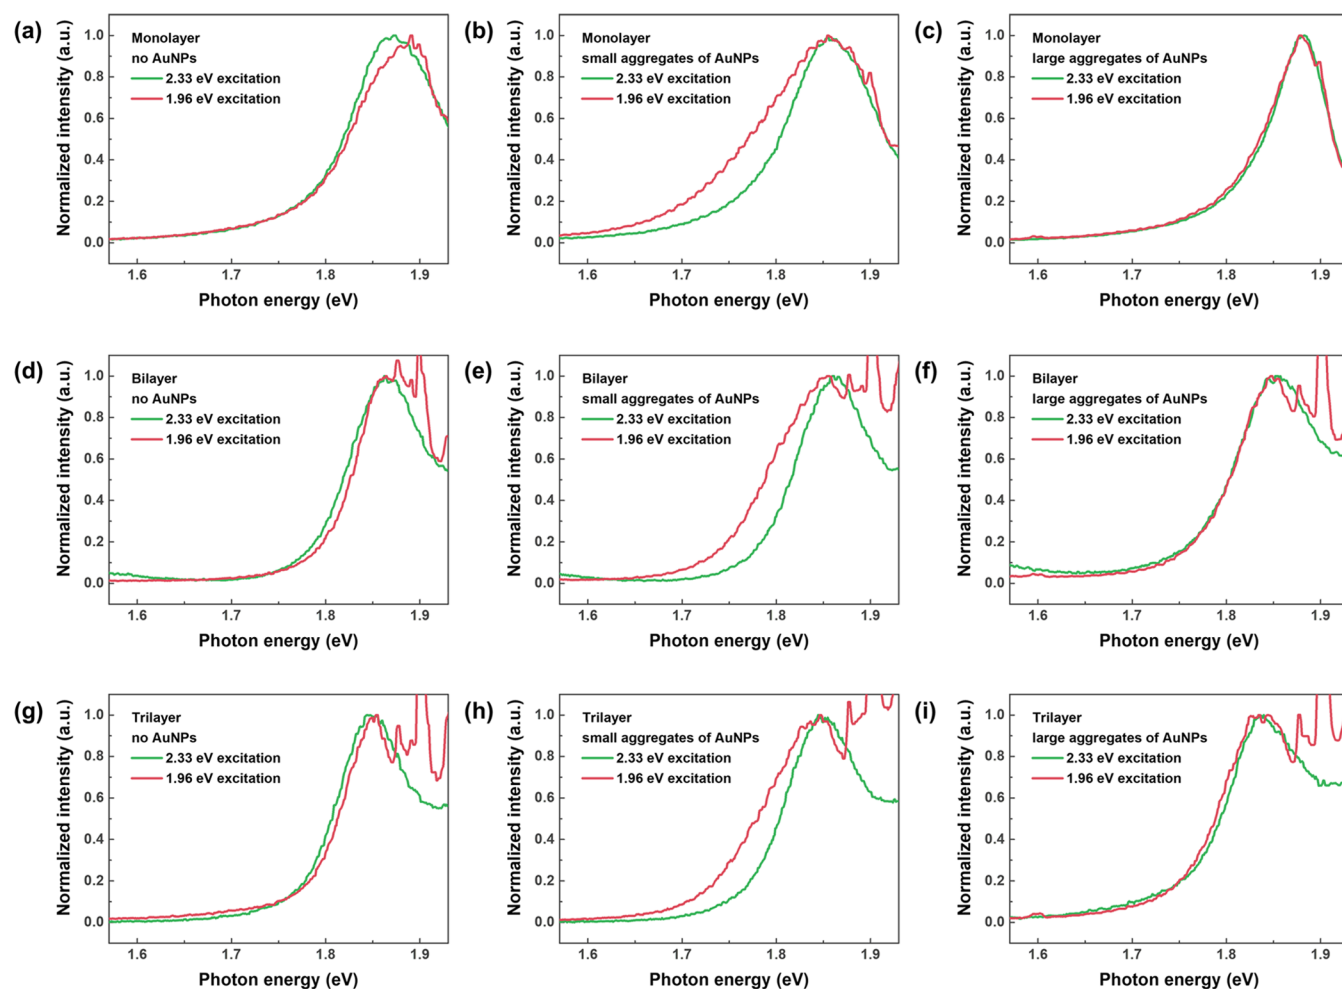 (a)
Monolayer
no AuNPs
2.33 eV excitation
1.96 eV excitation
Normalized intensity (a.u.)
1.0
0.8
0.6
0.4
0.2
0.0
1.6 1.7 1.8 1.9
Photon energy (eV)
(b)
Monolayer
small aggregates of AuNPs
2.33 eV excitation
1.96 eV excitation
Normalized intensity (a.u.)
1.0
0.8
0.6
0.4
0.2
0.0
1.6 1.7 1.8 1.9
Photon energy (eV)
(c)
Monolayer
large aggregates of AuNPs
2.33 eV excitation
1.96 eV excitation
Normalized intensity (a.u.)
1.0
0.8
0.6
0.4
0.2
0.0
1.6 1.7 1.8 1.9
Photon energy (eV)
(d)
Bilayer
no AuNPs
2.33 eV excitation
1.96 eV excitation
Normalized intensity (a.u.)
1.0
0.8
0.6
0.4
0.2
0.0
1.6 1.7 1.8 1.9
Photon energy (eV)
(e)
Bilayer
small aggregates of AuNPs
2.33 eV excitation
1.96 eV excitation
Normalized intensity (a.u.)
1.0
0.8
0.6
0.4
0.2
0.0
1.6 1.7 1.8 1.9
Photon energy (eV)
(f)
Bilayer
large aggregates of AuNPs
2.33 eV excitation
1.96 eV excitation
Normalized intensity (a.u.)
1.0
0.8
0.6
0.4
0.2
0.0
1.6 1.7 1.8 1.9
Photon energy (eV)
(g)
Trilayer
no AuNPs
2.33 eV excitation
1.96 eV excitation
Normalized intensity (a.u.)
1.0
0.8
0.6
0.4
0.2
0.0
1.6 1.7 1.8 1.9
Photon energy (eV)
(h)
Trilayer
small aggregates of AuNPs
2.33 eV excitation
1.96 eV excitation
Normalized intensity (a.u.)
1.0
0.8
0.6
0.4
0.2
0.0
1.6 1.7 1.8 1.9
Photon energy (eV)
(i)
Trilayer
large aggregates of AuNPs
2.33 eV excitation
1.96 eV excitation
Normalized intensity (a.u.)
1.0
0.8
0.6
0.4
0.2
0.0
1.6 1.7 1.8 1.9
Photon energy (eV)